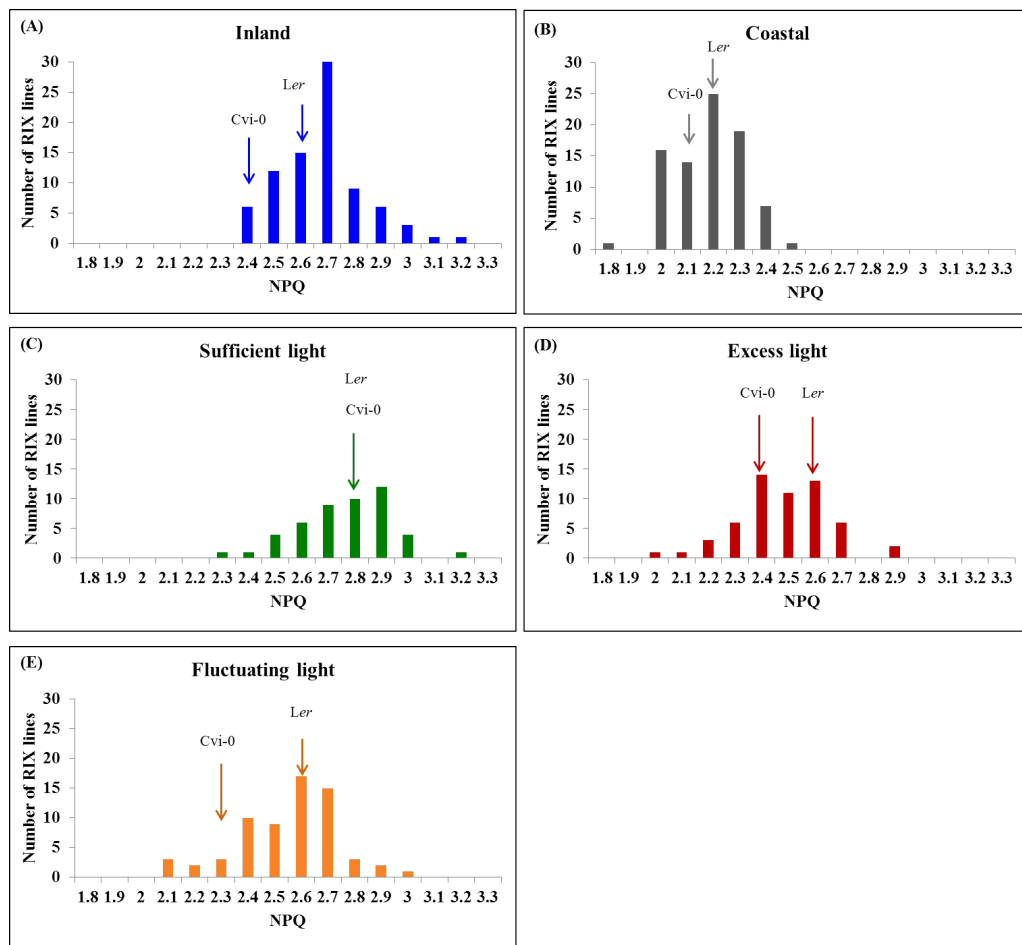 (A)
Inland
Number of RIX lines
30
25
20
15
10
5
0
Cvi-0
Ler
1.8 1.9 2 2.1 2.2 2.3 2.4 2.5 2.6 2.7 2.8 2.9 3 3.1 3.2 3.3
NPQ
(B)
Coastal
Number of RIX lines
30
25
20
15
10
5
0
Ler
Cvi-0
1.8 1.9 2 2.1 2.2 2.3 2.4 2.5 2.6 2.7 2.8 2.9 3 3.1 3.2 3.3
NPQ
(C)
Sufficient light
Number of RIX lines
30
25
20
15
10
5
0
Ler
Cvi-0
1.8 1.9 2 2.1 2.2 2.3 2.4 2.5 2.6 2.7 2.8 2.9 3 3.1 3.2 3.3
NPQ
(D)
Excess light
Number of RIX lines
30
25
20
15
10
5
0
Cvi-0
Ler
1.8 1.9 2 2.1 2.2 2.3 2.4 2.5 2.6 2.7 2.8 2.9 3 3.1 3.2 3.3
NPQ
(E)
Fluctuating light
Number of RIX lines
30
25
20
15
10
5
0
Ler
Cvi-0
1.8 1.9 2 2.1 2.2 2.3 2.4 2.5 2.6 2.7 2.8 2.9 3 3.1 3.2 3.3
NPQ